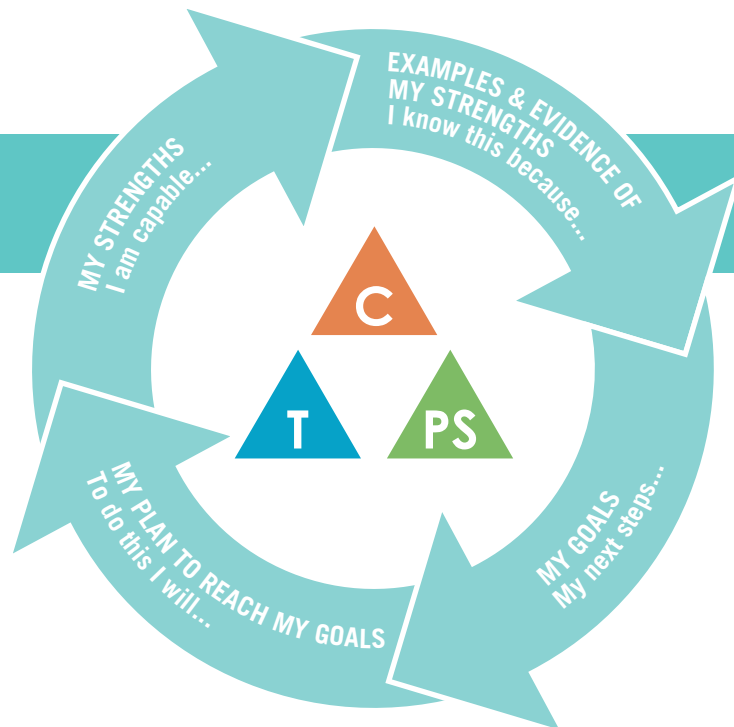 MY STRENGTHS
I am capable...
EXAMPLES & EVIDENCE OF
MY STRENGTHS
I know this because...
MY GOALS
My next steps...
MY PLAN TO REACH MY GOALS
To do this I will...
C
T
PS